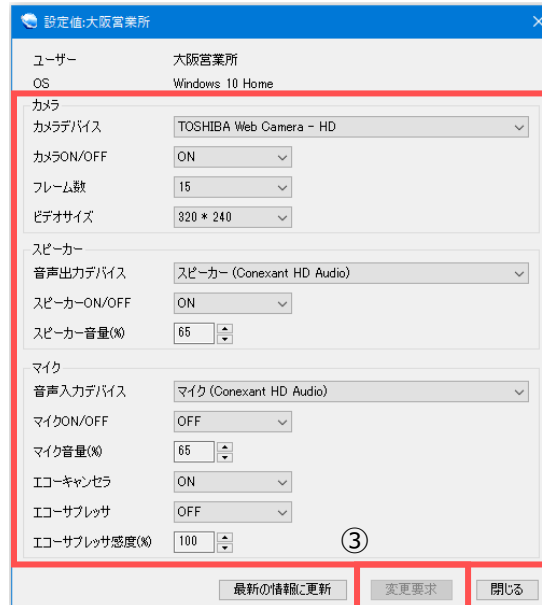 設定値:大阪営業所
ユーザー 大阪営業所
OS Windows 10 Home
カメラ
カメラデバイス TOSHIBA Web Camera - HD
カメラON/OFF ON
フレーム数 15
ビデオサイズ 320 * 240
スピーカー
音声出力デバイス スピーカー (Conexant HD Audio)
スピーカーON/OFF ON
スピーカー音量(%) 65
マイク
音声入力デバイス マイク (Conexant HD Audio)
マイクON/OFF OFF
マイク音量(%) 65
エコーキャンセラ ON
エコーサプレッサ OFF
エコーサプレッサ感度(%) 100
③
最新の情報に更新 変更要求 閉じる